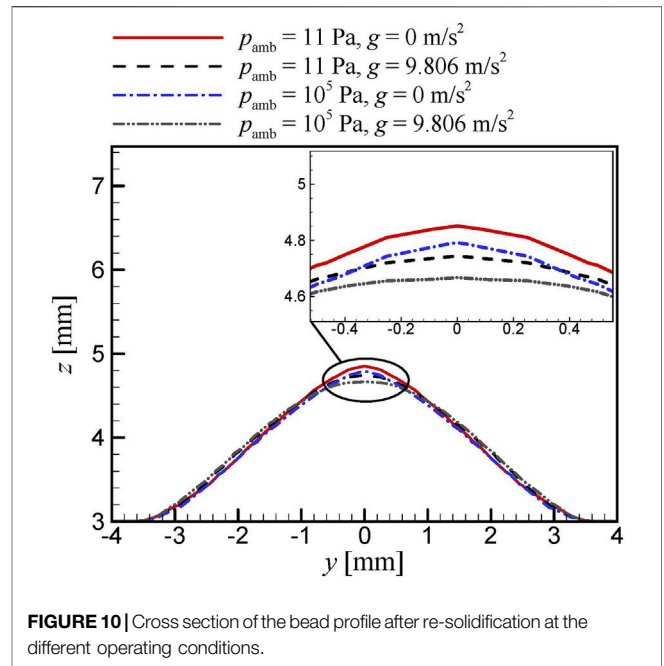 p_amb = 11 Pa, g = 0 m/s²
p_amb = 11 Pa, g = 9.806 m/s²
p_amb = 10⁵ Pa, g = 0 m/s²
p_amb = 10⁵ Pa, g = 9.806 m/s²
5
4.8
4.6
-0.4 -0.2 0 0.2 0.4
7
6
5
4
3
z [mm]
-4 -3 -2 -1 0 1 2 3 4
y [mm]
FIGURE 10 | Cross section of the bead profile after re-solidification at the
different operating conditions.